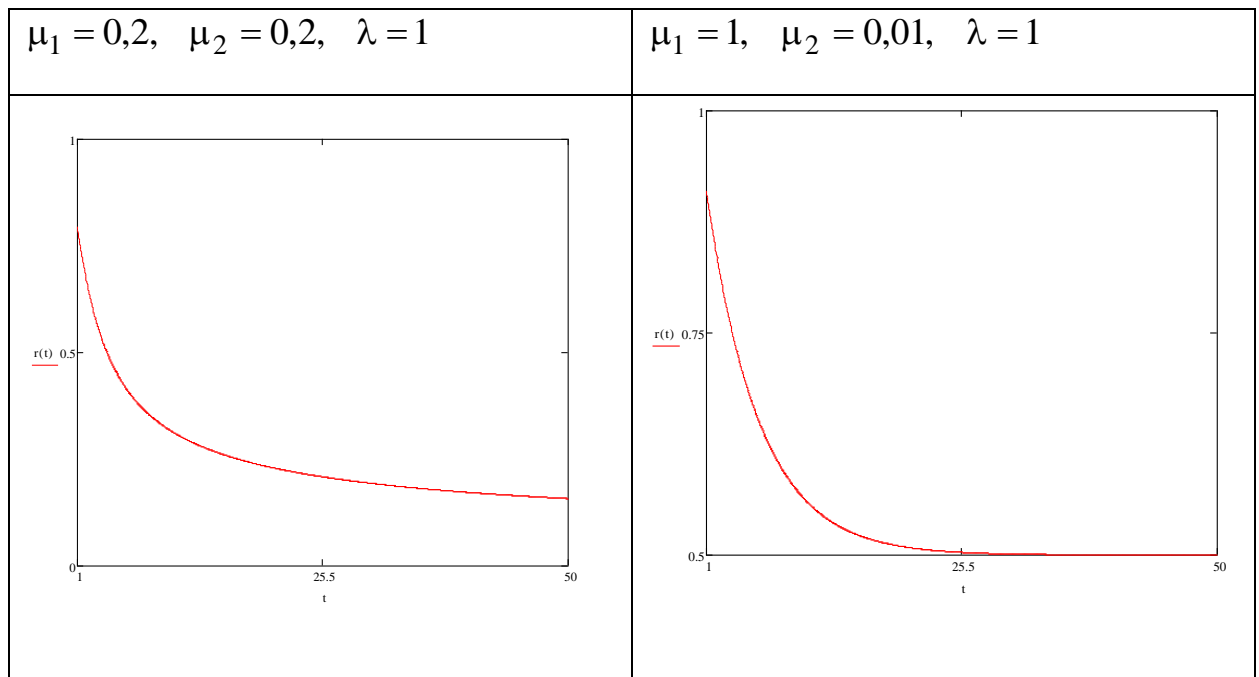 μ₁ = 0,2, μ₂ = 0,2, λ = 1
μ₁ = 1, μ₂ = 0,01, λ = 1
1
r(t) 0.5
0
1 25.5 50
t
1
r(t) 0.75
0.5
1 25.5 50
t